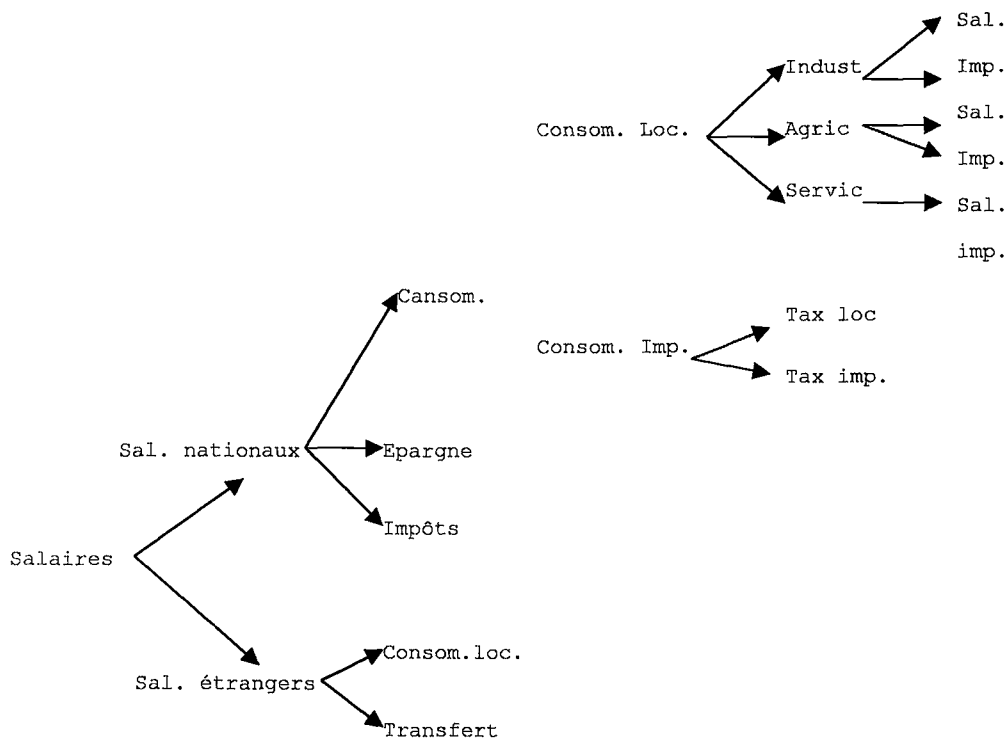 Sal.
Indust
Imp.
Sal.
Consom. Loc.
Agric
Imp.
Servic
Sal.
imp.
Cansom.
Tax loc
Consom. Imp.
Tax imp.
Sal. nationaux
Epargne
Impôts
Salaires
Consom.loc.
Sal. étrangers
Transfert